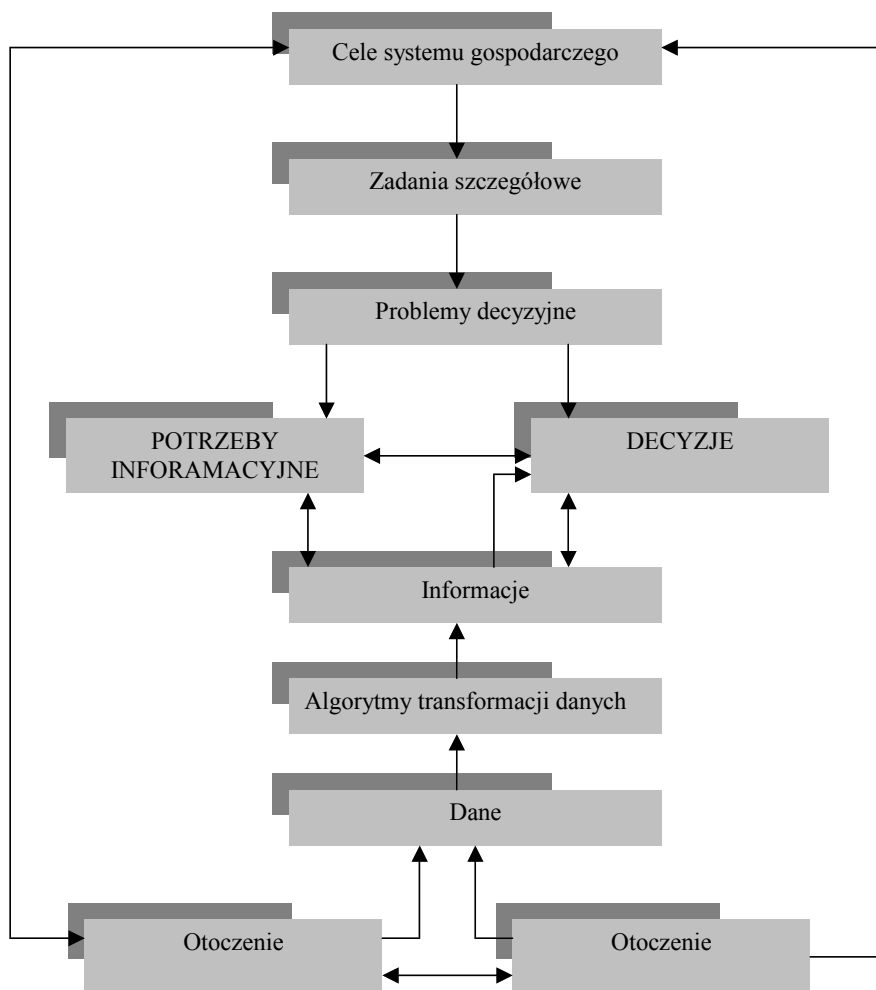 Cele systemu gospodarczego
Zadania szczegółowe
Problemy decyzyjne
POTRZEBY
INFORAMACYJNE
DECYZJE
Informacje
Algorytmy transformacji danych
Dane
Otoczenie
Otoczenie